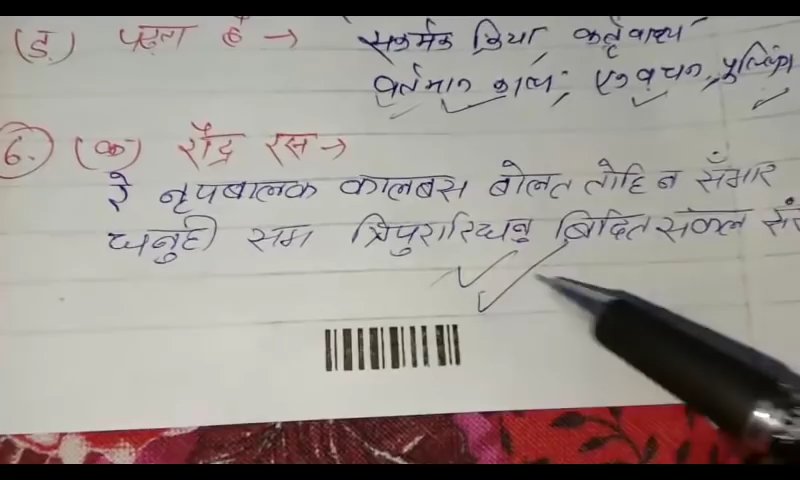 (ड.) पढ़ता है → सकर्मक क्रिया, कर्तृवाच्य
वर्तमान काल, एकवचन, पुल्लिंग
6. (क) रौद्र रस →
रे नृपबालक कालबस बोलत तोहि न सँभार
धनुही सम त्रिपुरारिधनु बिदित सकल